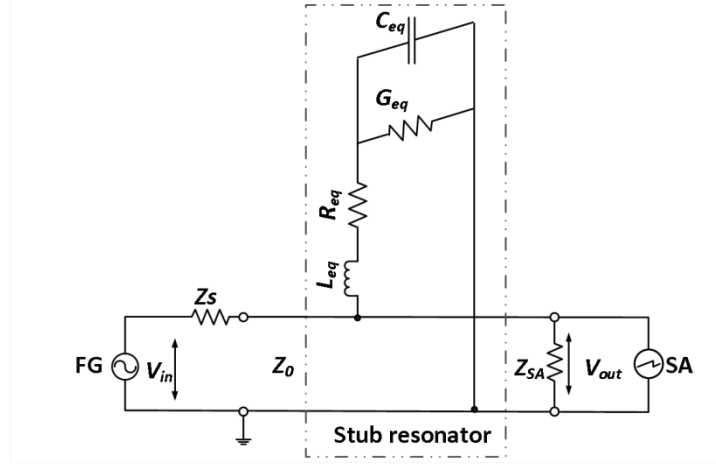 Ceq
Geq
Req
Leq
Zs
FG
Vin
Z0
ZSA
Vout
SA
Stub resonator